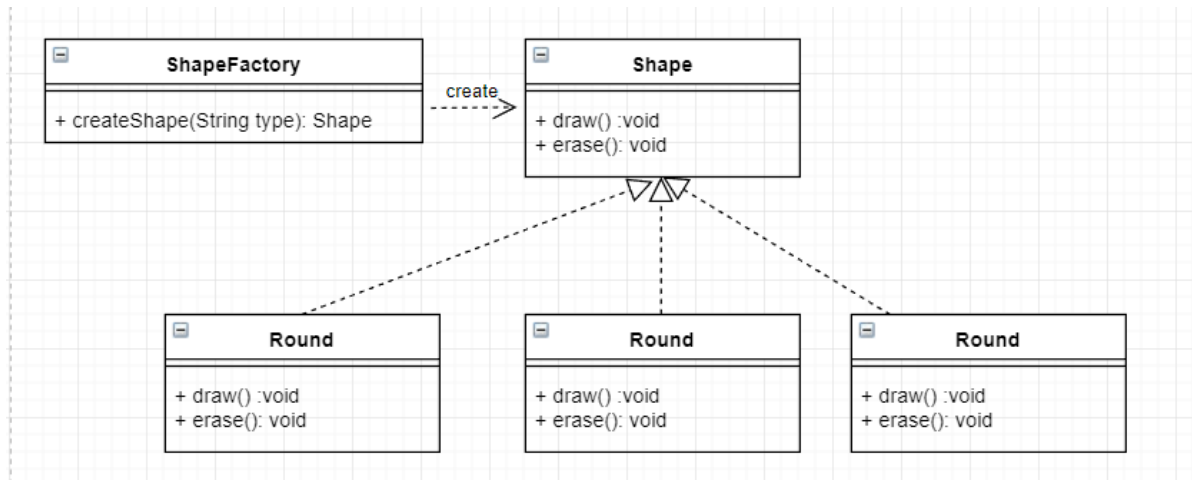 ShapeFactory
+ createShape(String type): Shape
create
Shape
+ draw() :void
+ erase(): void
Round
+ draw() :void
+ erase(): void
Round
+ draw() :void
+ erase(): void
Round
+ draw() :void
+ erase(): void